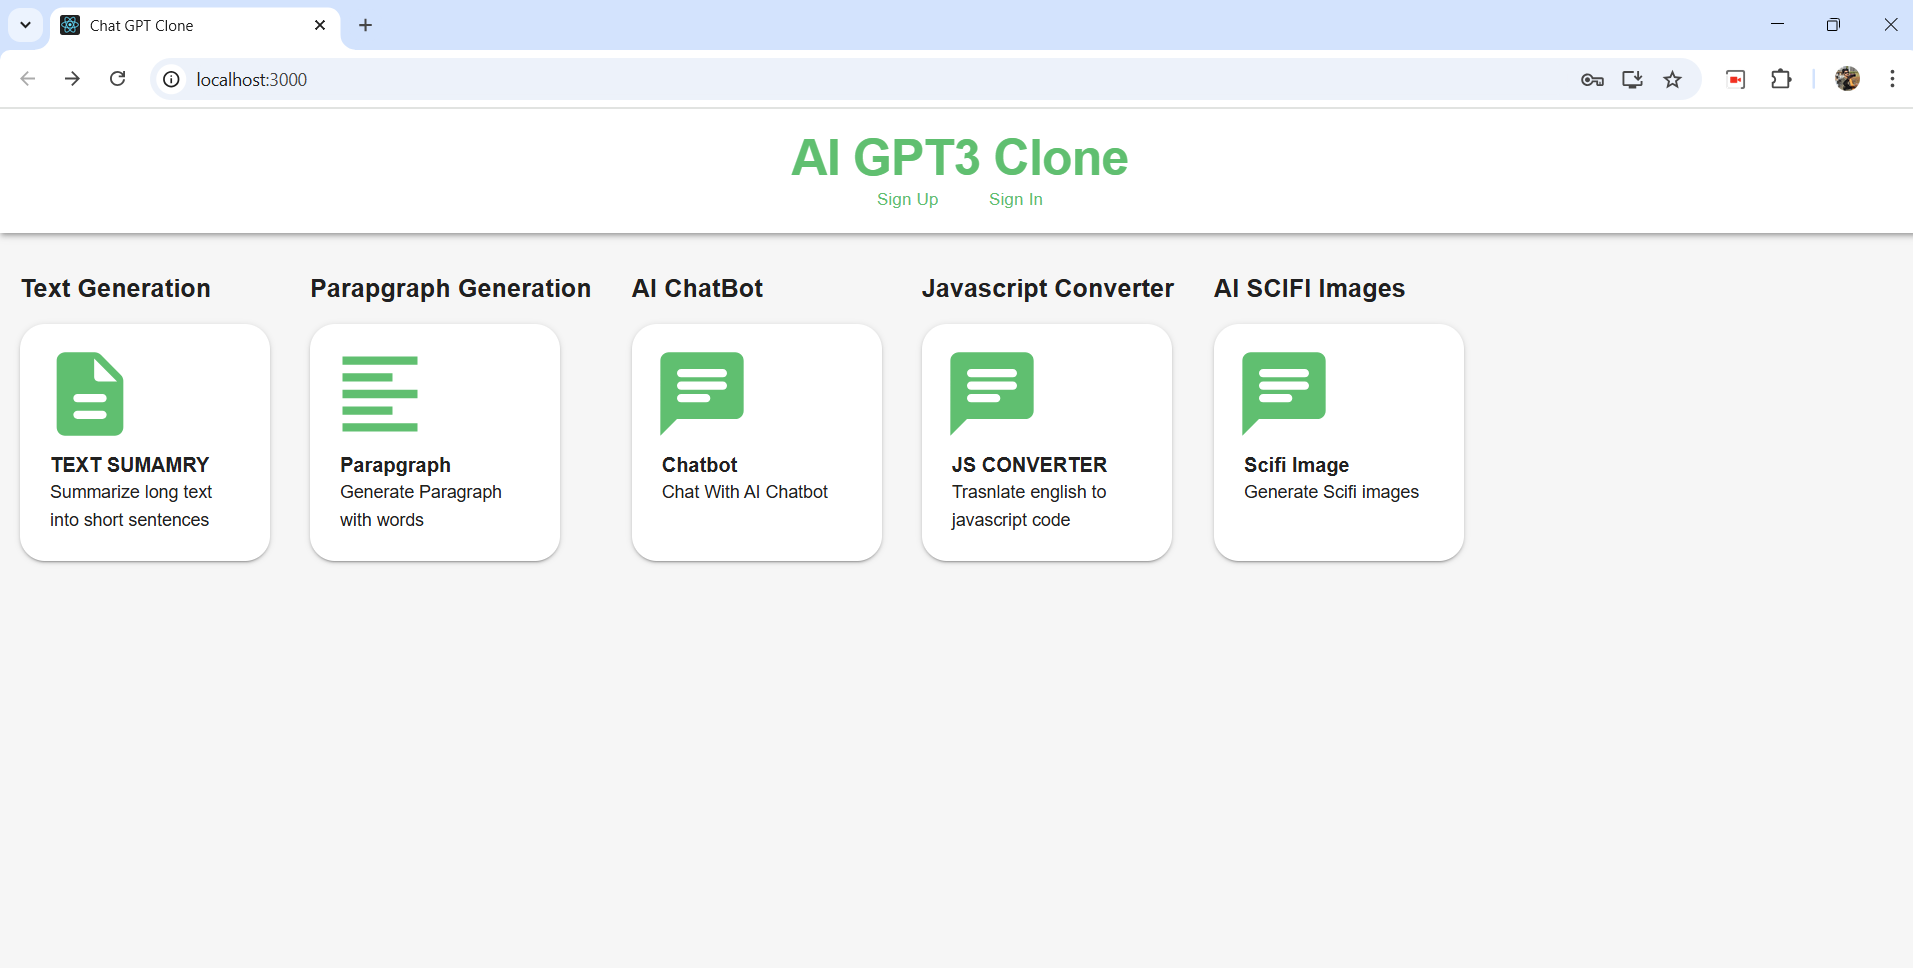 Chat GPT Clone
localhost:3000
AI GPT3 Clone
Sign Up Sign In
Text Generation
TEXT SUMAMRY
Summarize long text
into short sentences
Parapgraph Generation
Parapgraph
Generate Paragraph
with words
AI ChatBot
Chatbot
Chat With AI Chatbot
Javascript Converter
JS CONVERTER
Trasnlate english to
javascript code
AI SCIFI Images
Scifi Image
Generate Scifi images